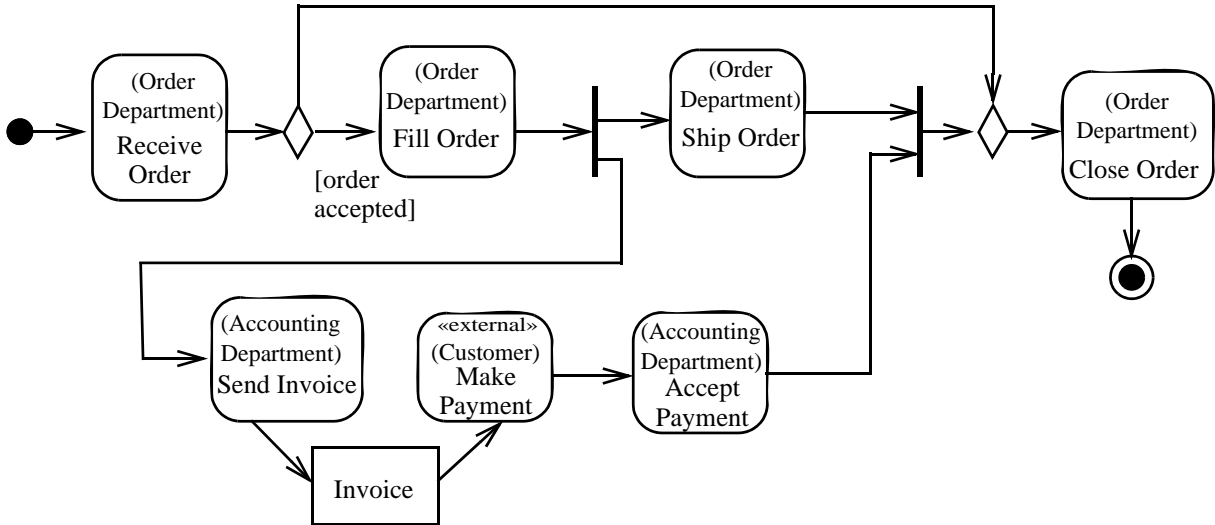 (Order
Department)
Receive
Order
(Order
Department)
Fill Order
[order
accepted]
(Order
Department)
Ship Order
(Order
Department)
Close Order
(Accounting
Department)
Send Invoice
«external»
(Customer)
Make
Payment
(Accounting
Department)
Accept
Payment
Invoice